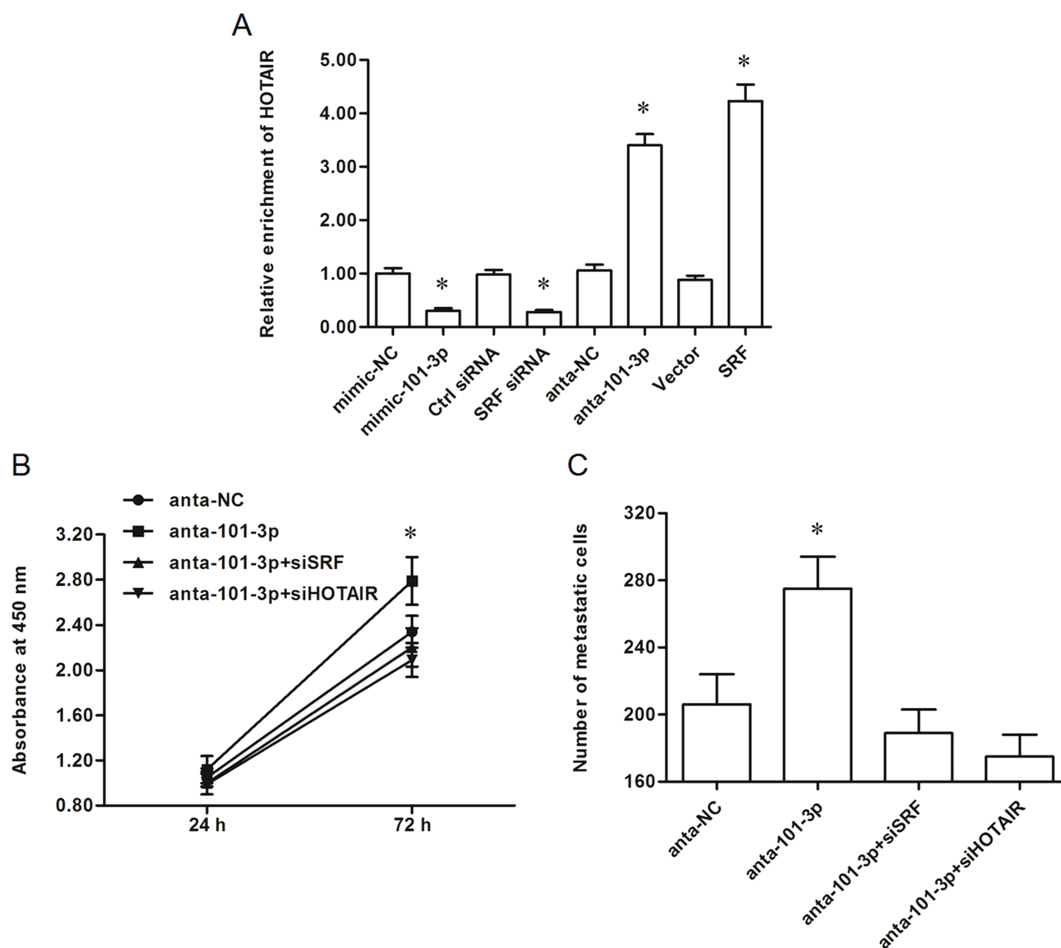 A
Relative enrichment of HOTAIR
5.00
4.00
3.00
2.00
1.00
0.00
*
*
*
*
mimic-NC
mimic-101-3p
Ctrl siRNA
SRF siRNA
anta-NC
anta-101-3p
Vector
SRF
B
Absorbance at 450 nm
3.20
2.80
2.40
2.00
1.60
1.20
0.80
anta-NC
anta-101-3p
anta-101-3p+siSRF
anta-101-3p+siHOTAIR
*
24 h
72 h
C
Number of metastatic cells
320
280
240
200
160
*
anta-NC
anta-101-3p
anta-101-3p+siSRF
anta-101-3p+siHOTAIR